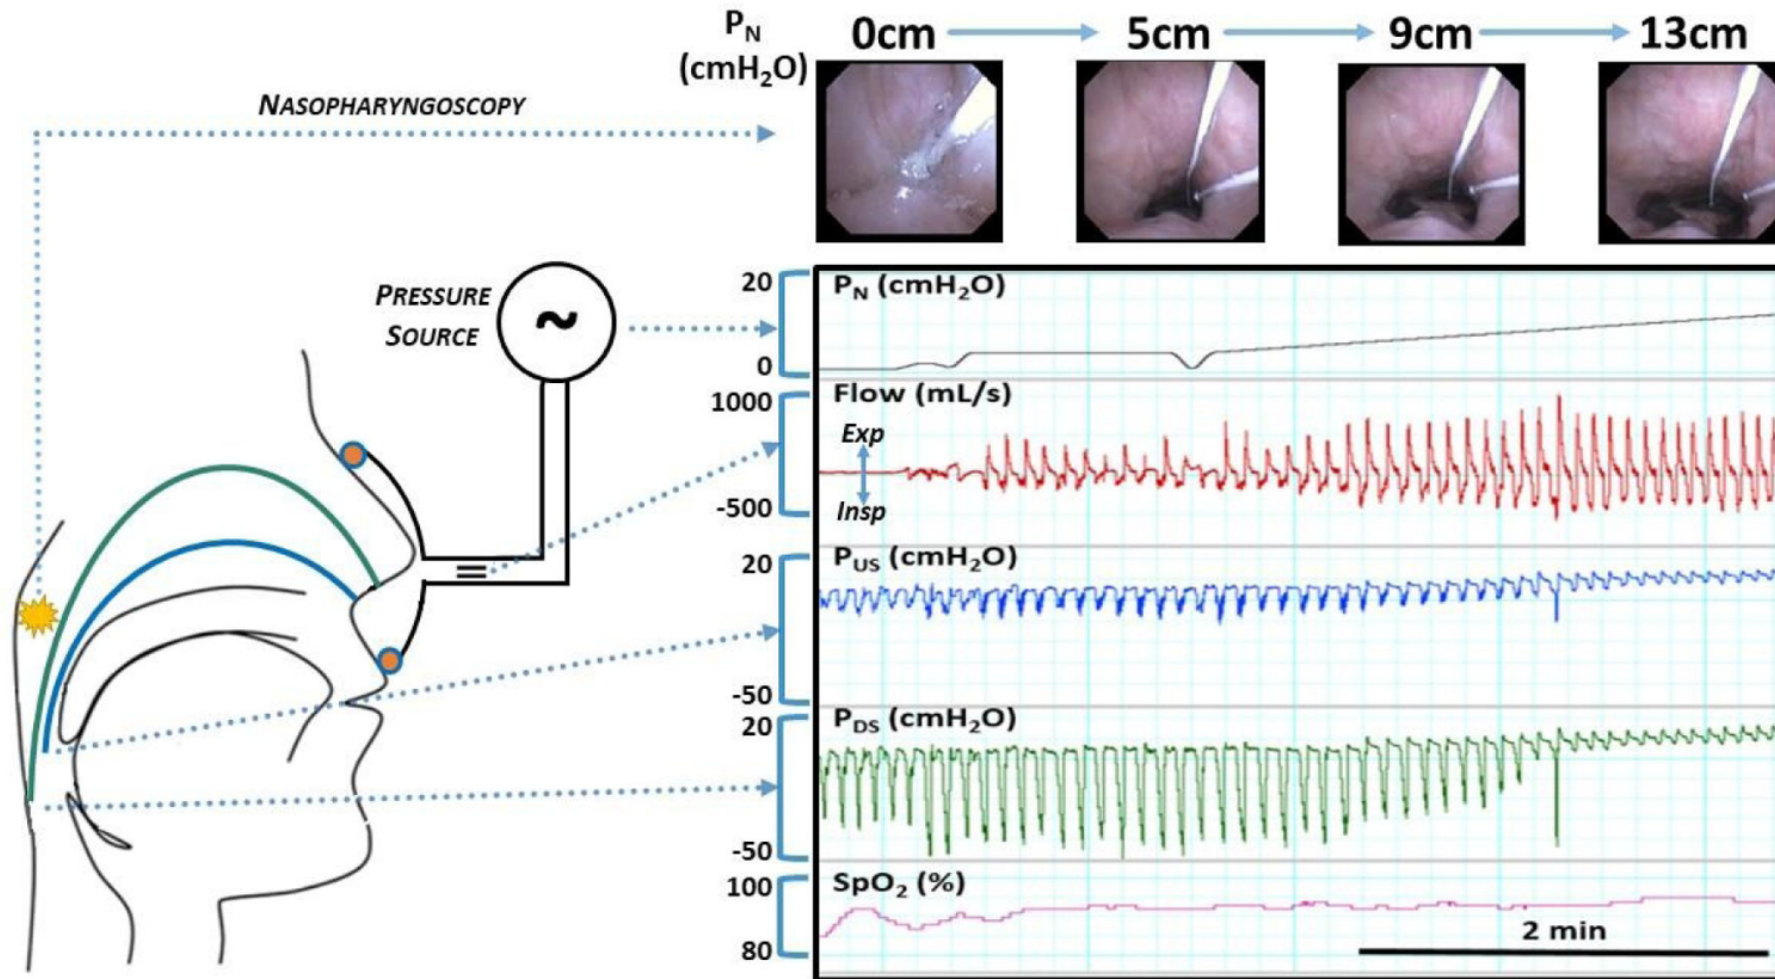 P_N
(cmH₂O)
0cm
5cm
9cm
13cm
NASOPHARYNGOSCOPY
PRESSURE
SOURCE
~
20
0
P_N (cmH₂O)
1000
-500
Flow (mL/s)
Exp
Insp
20
-50
P_US (cmH₂O)
20
-50
P_DS (cmH₂O)
100
80
SpO₂ (%)
2 min